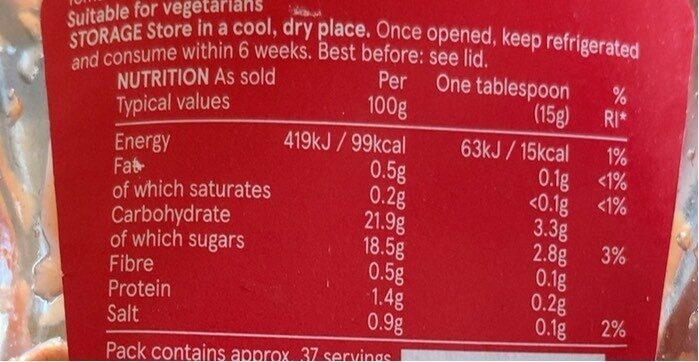 Suitable for vegetarians
STORAGE Store in a cool, dry place. Once opened, keep refrigerated
and consume within 6 weeks. Best before: see lid.
NUTRITION As sold Per One tablespoon %
Typical values 100g (15g) RI*
Energy 419kJ / 99kcal 63kJ / 15kcal 1%
Fat 0.5g 0.1g <1%
of which saturates 0.2g <0.1g <1%
Carbohydrate 21.9g 3.3g
of which sugars 18.5g 2.8g 3%
Fibre 0.5g 0.1g
Protein 1.4g 0.2g
Salt 0.9g 0.1g 2%
Pack contains approx. 37 servings